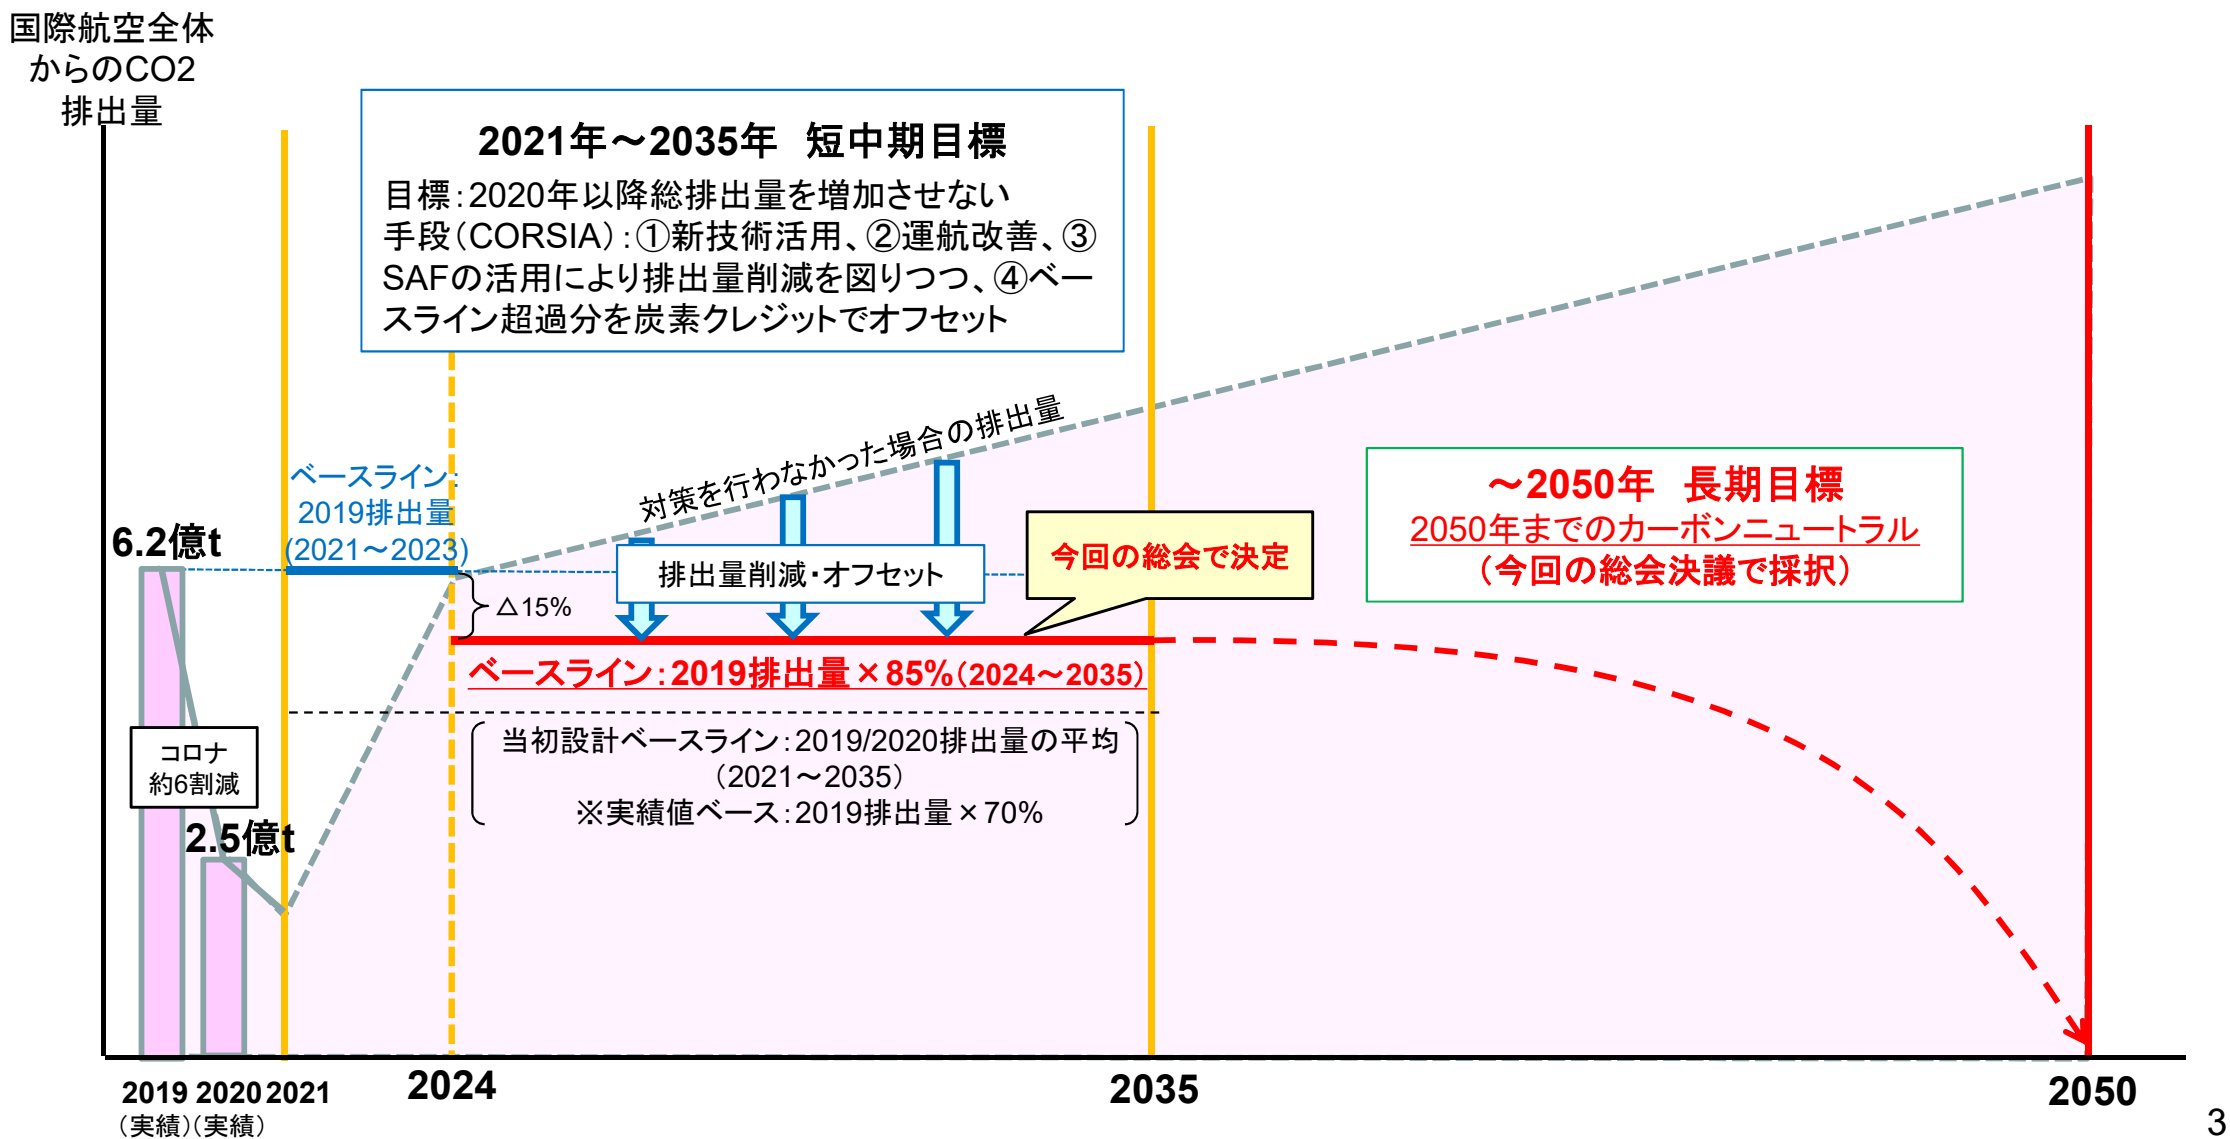 国際航空全体
からのCO2
排出量
2021年～2035年　短中期目標
目標：2020年以降総排出量を増加させない
手段（CORSIA）：①新技術活用、②運航改善、③
SAFの活用により排出量削減を図りつつ、④ベー
スライン超過分を炭素クレジットでオフセット
対策を行わなかった場合の排出量
ベースライン：
2019排出量
(2021～2023)
6.2億t
排出量削減・オフセット
今回の総会で決定
～2050年　長期目標
2050年までのカーボンニュートラル
（今回の総会決議で採択）
△15%
ベースライン：2019排出量×85%（2024～2035）
当初設計ベースライン：2019/2020排出量の平均
（2021～2035）
※実績値ベース：2019排出量×70%
コロナ
約6割減
2.5億t
2019 2020 2021 2024 2035 2050
（実績）（実績）
3